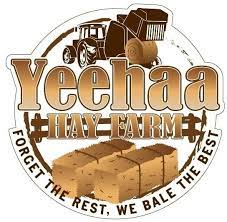 Yeehaa
HAY FARM
FORGET THE REST, WE BALE THE BEST